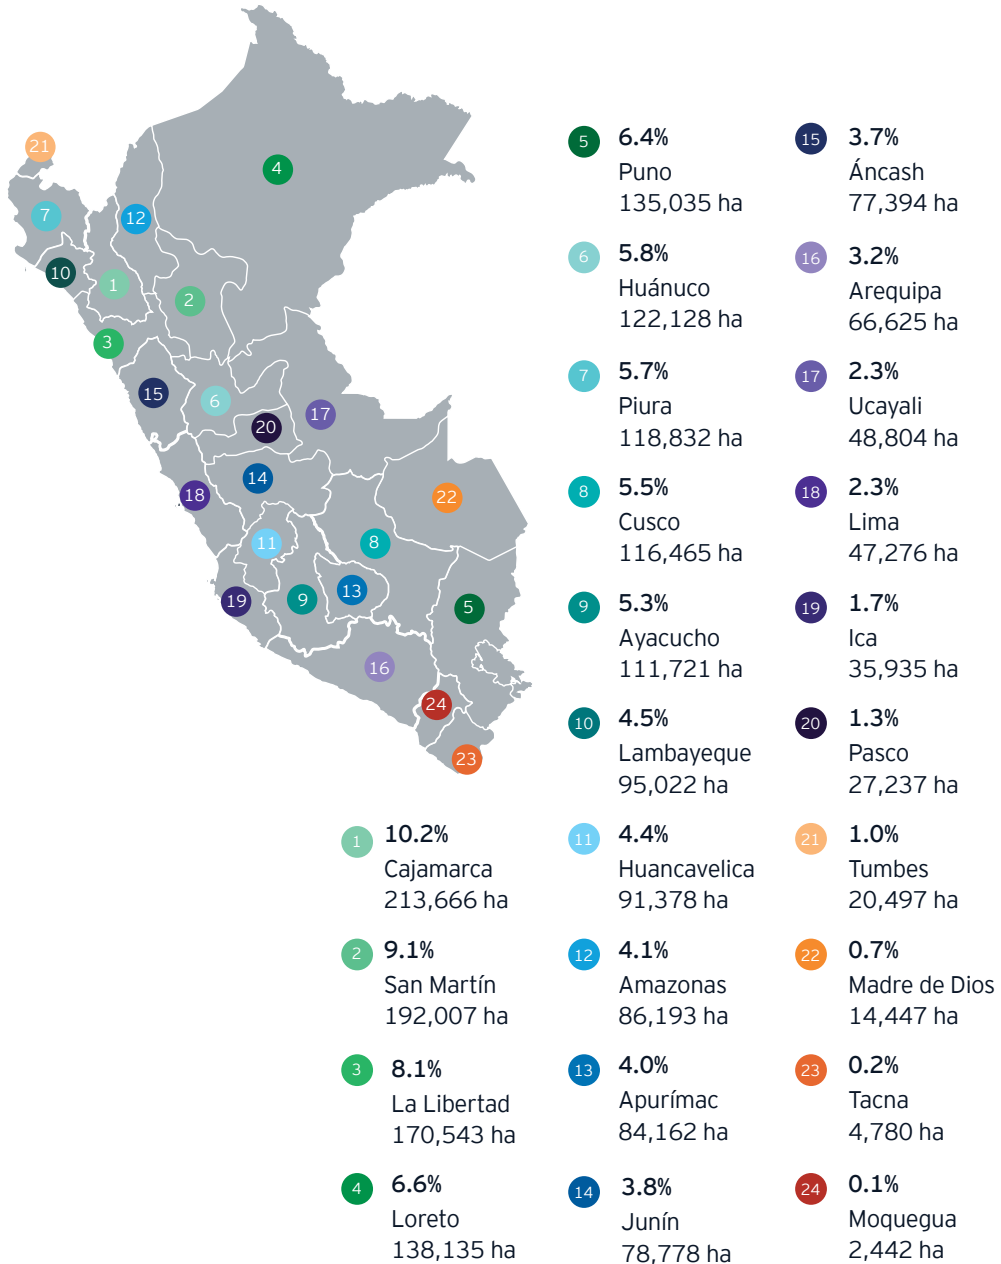 21
4
7
12
10
1
2
3
15
6
17
20
14
18
22
11
8
13
19
9
5
16
24
23
1
10.2%
Cajamarca
213,666 ha
2
9.1%
San Martín
192,007 ha
3
8.1%
La Libertad
170,543 ha
4
6.6%
Loreto
138,135 ha
5
6.4%
Puno
135,035 ha
6
5.8%
Huánuco
122,128 ha
7
5.7%
Piura
118,832 ha
8
5.5%
Cusco
116,465 ha
9
5.3%
Ayacucho
111,721 ha
10
4.5%
Lambayeque
95,022 ha
11
4.4%
Huancavelica
91,378 ha
12
4.1%
Amazonas
86,193 ha
13
4.0%
Apurímac
84,162 ha
14
3.8%
Junín
78,778 ha
15
3.7%
Áncash
77,394 ha
16
3.2%
Arequipa
66,625 ha
17
2.3%
Ucayali
48,804 ha
18
2.3%
Lima
47,276 ha
19
1.7%
Ica
35,935 ha
20
1.3%
Pasco
27,237 ha
21
1.0%
Tumbes
20,497 ha
22
0.7%
Madre de Dios
14,447 ha
23
0.2%
Tacna
4,780 ha
24
0.1%
Moquegua
2,442 ha